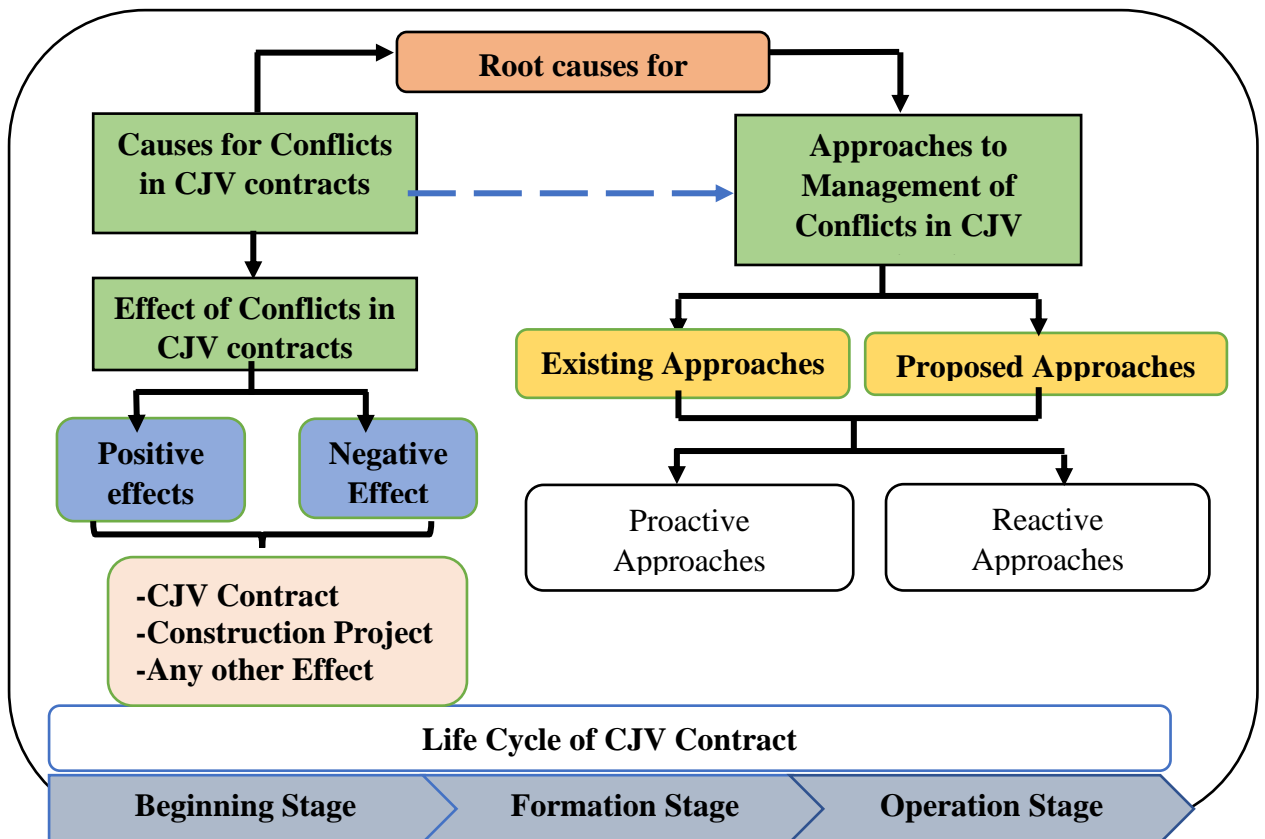 Root causes for
Causes for Conflicts
in CJV contracts
Approaches to
Management of
Conflicts in CJV
Effect of Conflicts in
CJV contracts
Existing Approaches
Proposed Approaches
Positive
effects
Negative
Effect
Proactive
Approaches
Reactive
Approaches
-CJV Contract
-Construction Project
-Any other Effect
Life Cycle of CJV Contract
Beginning Stage
Formation Stage
Operation Stage